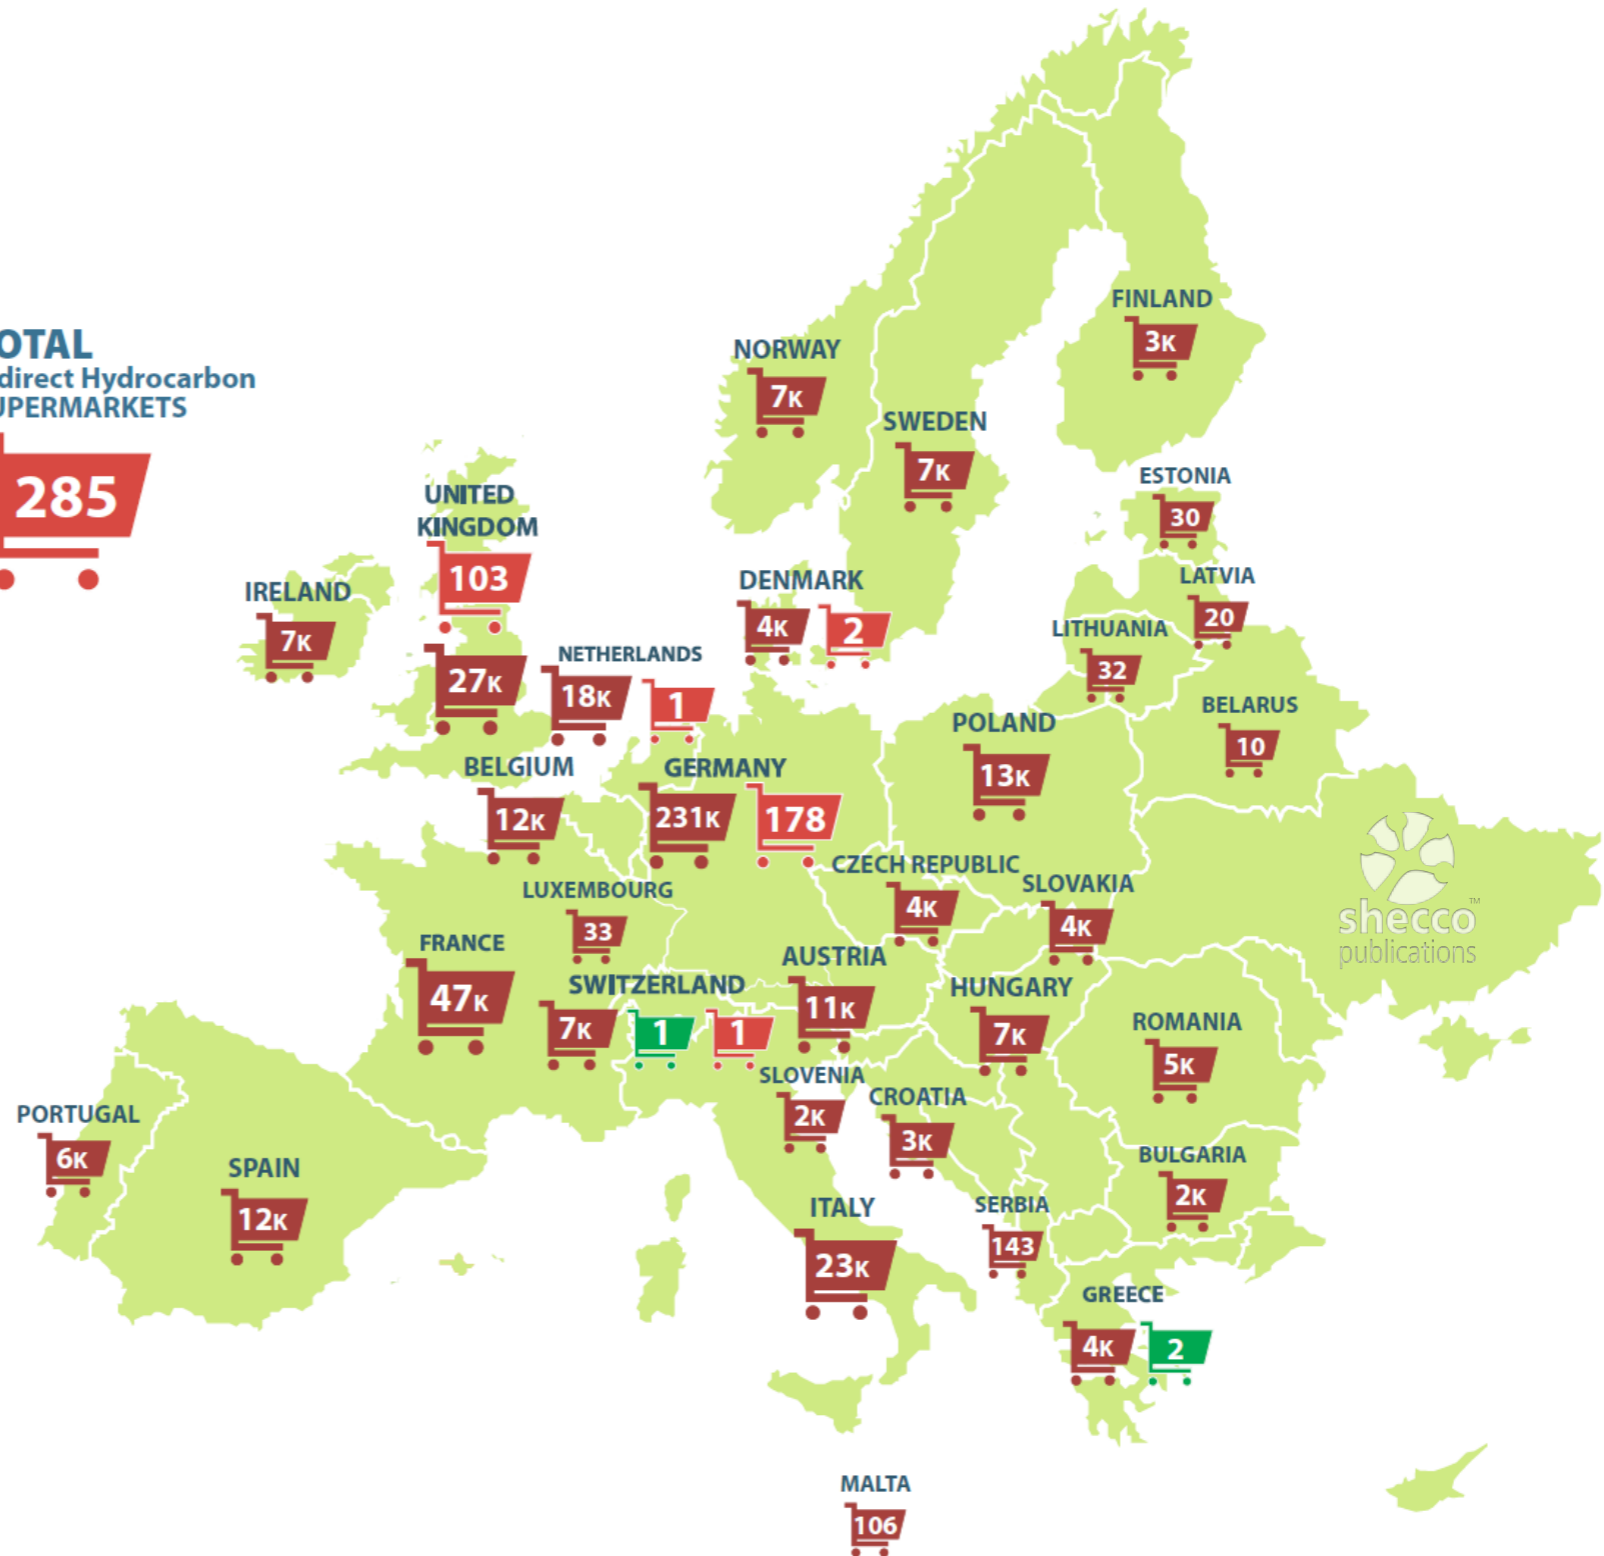 OTAL
direct Hydrocarbon
UPERMARKETS
285
FINLAND
3K
NORWAY
7K
SWEDEN
7K
ESTONIA
30
UNITED
KINGDOM
103
27K
IRELAND
7K
DENMARK
4K 2
LATVIA
20
LITHUANIA
32
NETHERLANDS
18K 1
BELARUS
10
POLAND
13K
BELGIUM
12K
GERMANY
231K 178
CZECH REPUBLIC
4K
SLOVAKIA
4K
LUXEMBOURG
33
shecco™
publications
FRANCE
47K
AUSTRIA
11K
SWITZERLAND
7K 1 1
HUNGARY
7K
ROMANIA
5K
SLOVENIA
2K
CROATIA
3K
PORTUGAL
6K
SPAIN
12K
BULGARIA
2K
ITALY
23K
SERBIA
143
GREECE
4K 2
MALTA
106